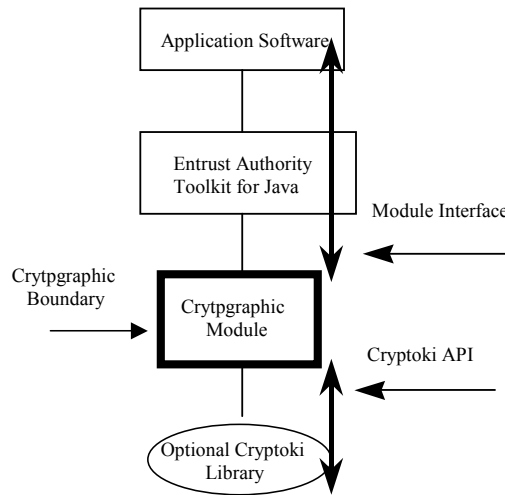 Application Software
Entrust Authority
Toolkit for Java
Module Interface
Crytpgraphic
Boundary
Crytpgraphic
Module
Cryptoki API
Optional Cryptoki
Library